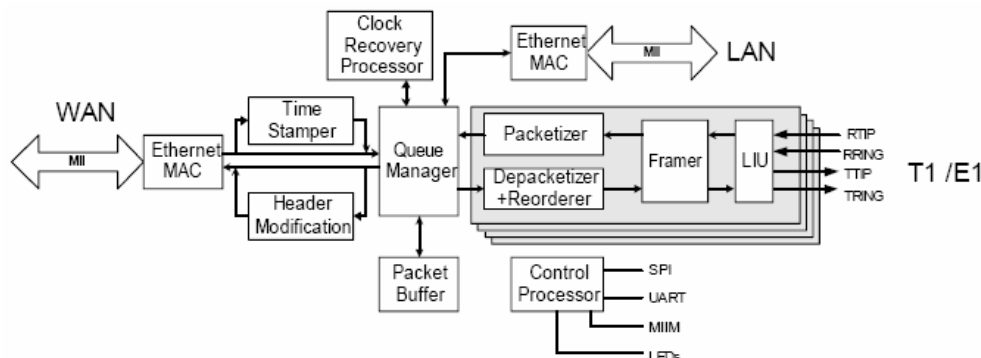 Clock
Recovery
Processor
Ethernet
MAC
MII
LAN
WAN
MII
Ethernet
MAC
Time
Stamper
Header
Modification
Queue
Manager
Packet
Buffer
Packetizer
Depacketizer
+Reorderer
Framer
LIU
RTIP
RRING
TTIP
TRING
T1 /E1
Control
Processor
SPI
UART
MIIM
LEDs